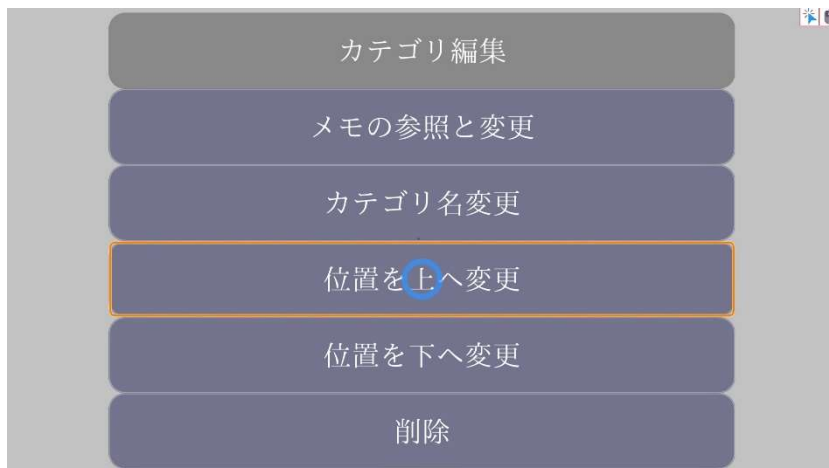 カテゴリ編集
メモの参照と変更
カテゴリ名変更
位置を上へ変更
位置を下へ変更
削除